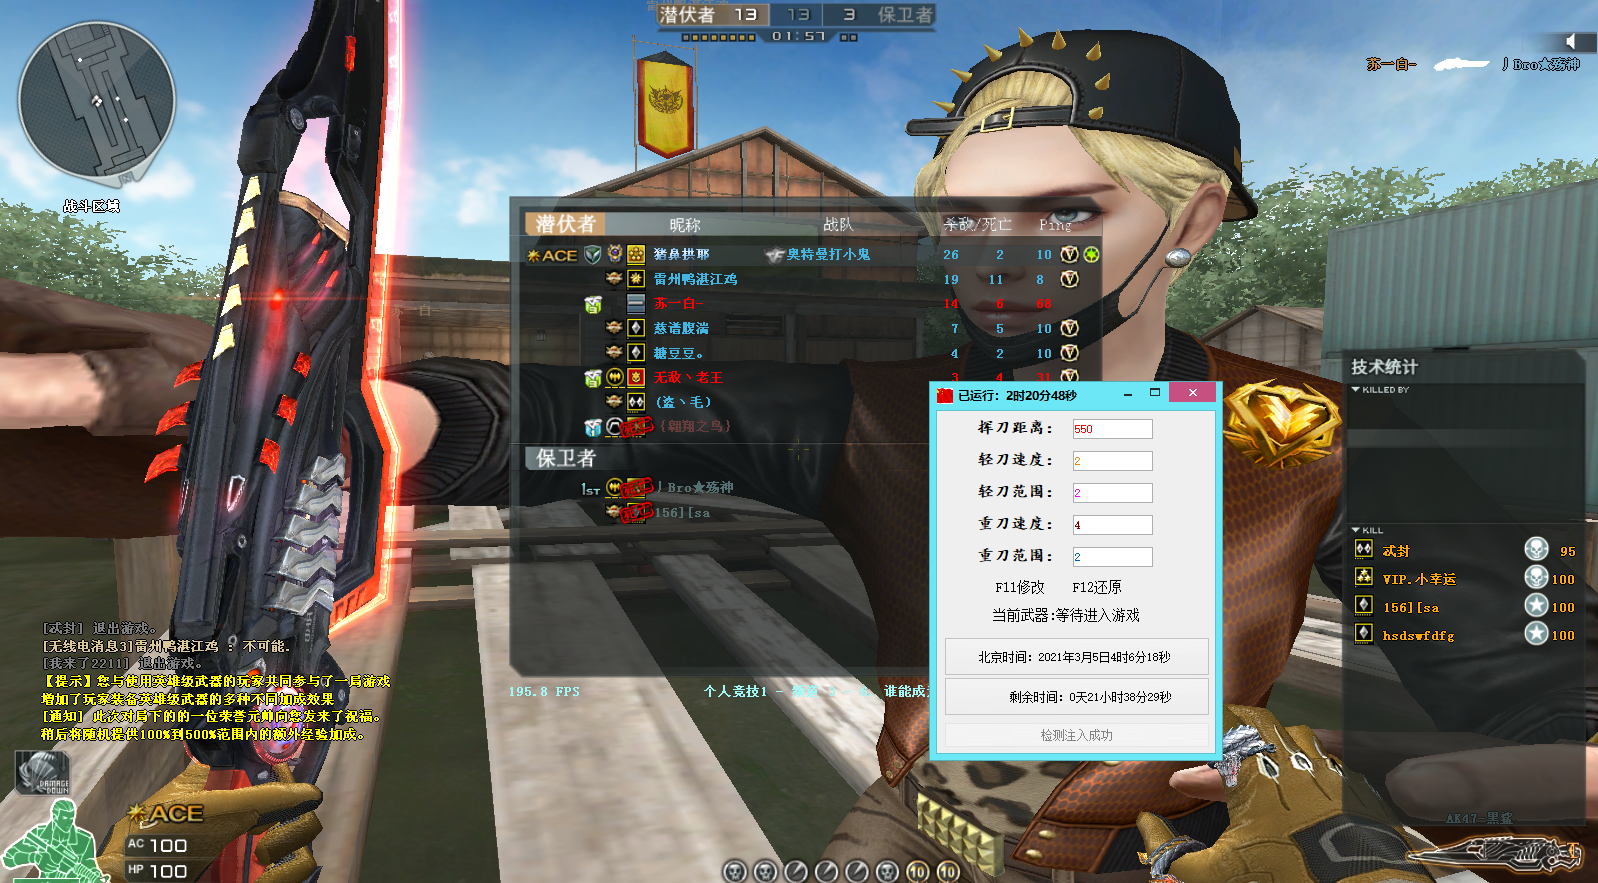 潜伏者 13 13 3 保卫者
01:57
苏一白- 丿Bro★殇神
战斗区域
潜伏者 昵称 战队 杀敌/死亡 Ping
ACE 猪鼻拱耶 奥特曼打小鬼 26 2 10
雷州鸭湛江鸡 19 11 8
苏一白- 14 6 68
慈谱腹湍 7 5 10
糖豆豆。 4 2 10
无敌丶老王 3 4 31
(盗丶毛)
{翱翔之鸟}
保卫者
1ST 丿Bro★殇神
156][sa
195.8 FPS 个人竞技1 - 谁能成
已运行: 2时20分48秒
挥刀距离: 550
轻刀速度: 2
轻刀范围: 2
重刀速度: 4
重刀范围: 2
F11修改 F12还原
当前武器:等待进入游戏
北京时间: 2021年3月5日4时6分18秒
剩余时间: 0天21小时38分29秒
检测注入成功
技术统计
KILLED BY
KILL
忒封 95
VIP.小幸运 100
156][sa 100
hsdswfdfg 100
AK47-黑鲨
[忒封] 退出游戏。
[无线电消息3]雷州鸭湛江鸡 : 不可能.
[我来了2211] 退出游戏。
【提示】您与使用英雄级武器的玩家共同参与了一局游戏
增加了玩家装备英雄级武器的多种不同加成效果
[通知] 此次对局下的的一位荣誉元帅向您发来了祝福。
稍后将随机提供100%到500%范围内的额外经验加成。
DAMAGE DOWN
ACE
AC 100
HP 100
10 10